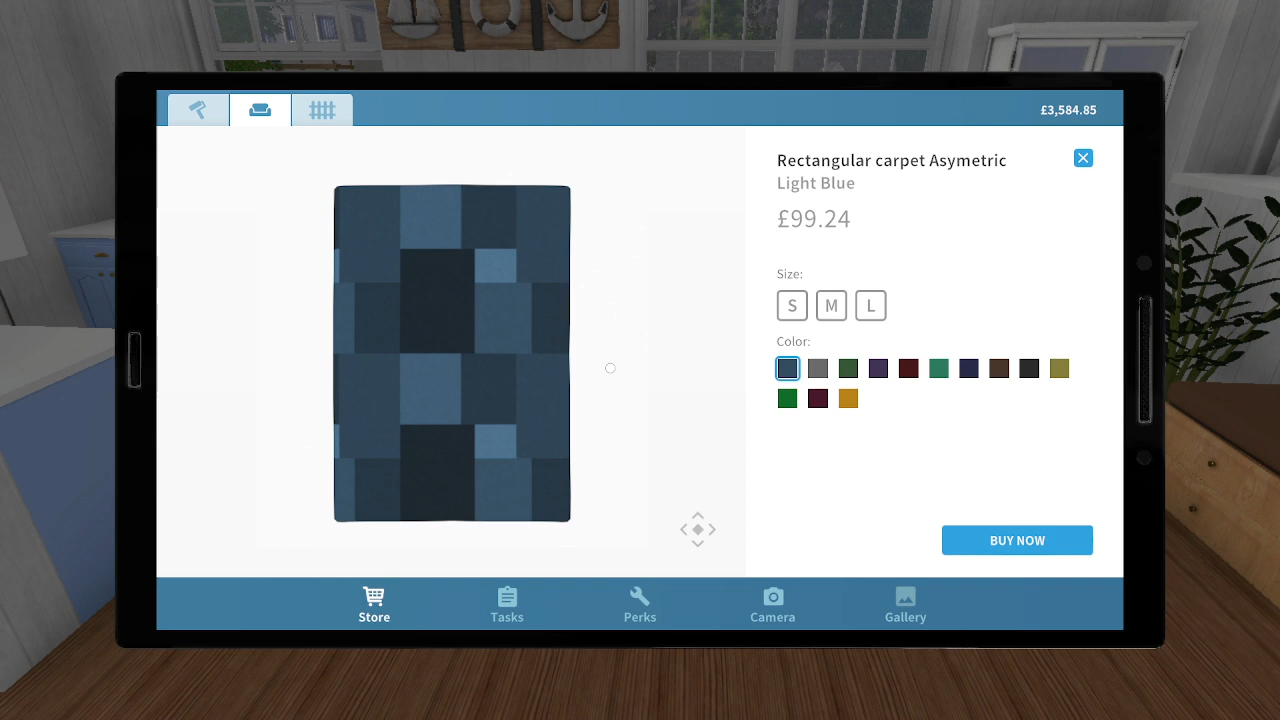 £3,584.85
Rectangular carpet Asymetric
Light Blue
£99.24
Size:
S M L
Color:
BUY NOW
Store Tasks Perks Camera Gallery